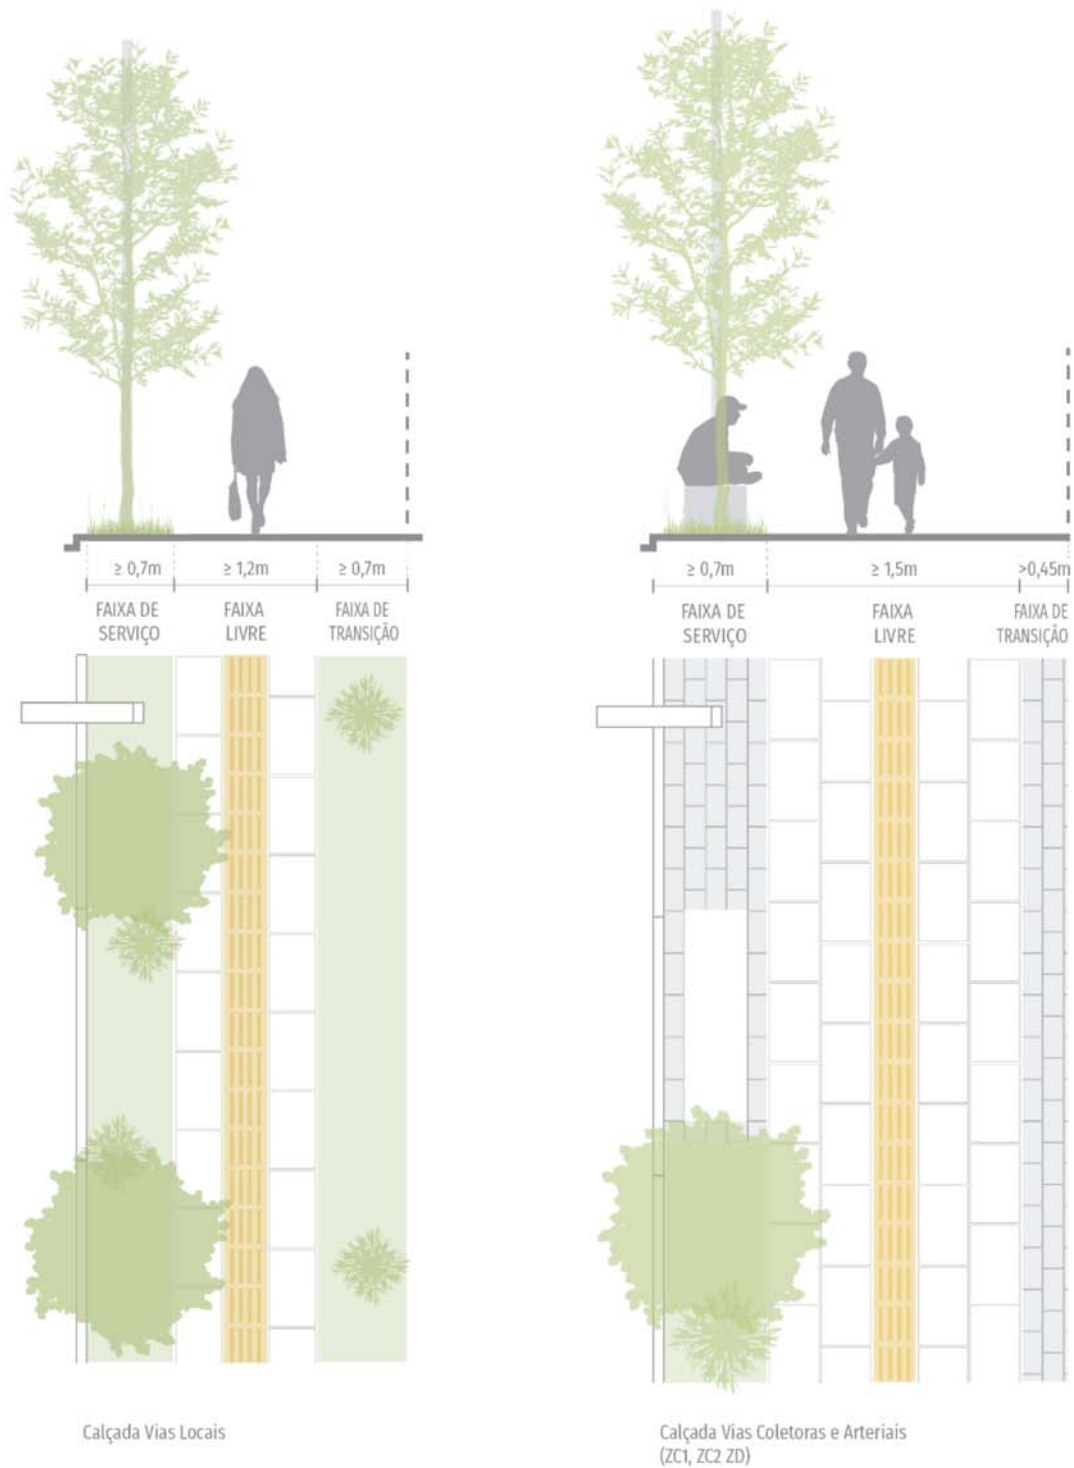 ≥ 0,7m
≥ 1,2m
≥ 0,7m
FAIXA DE
SERVIÇO
FAIXA
LIVRE
FAIXA DE
TRANSIÇÃO
≥ 0,7m
≥ 1,5m
>0,45m
FAIXA DE
SERVIÇO
FAIXA
LIVRE
FAIXA DE
TRANSIÇÃO
Calçada Vias Locais
Calçada Vias Coletoras e Arteriais
(ZC1, ZC2 ZD)